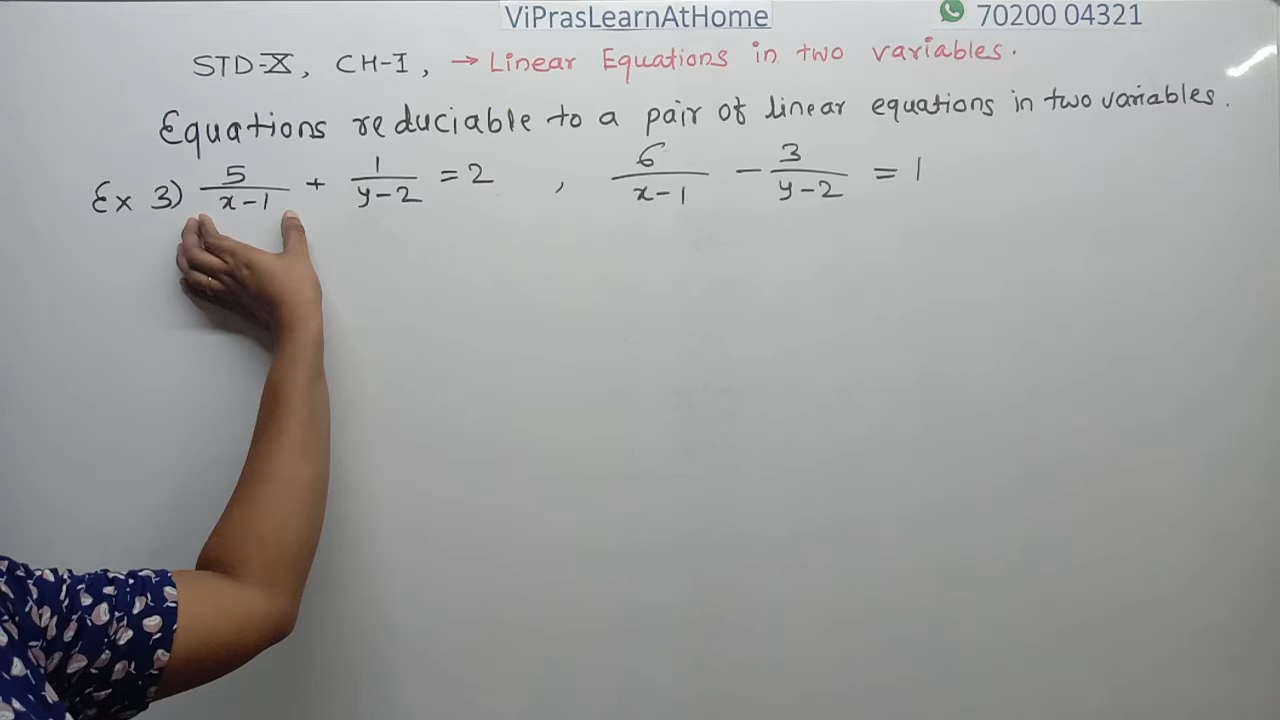 ViPrasLearnAtHome 70200 04321
STD-X, CH-I, → Linear Equations in two variables.
Equations reduciable to a pair of linear equations in two variables.
Ex 3) 5/(x-1) + 1/(y-2) = 2 , 6/(x-1) - 3/(y-2) = 1